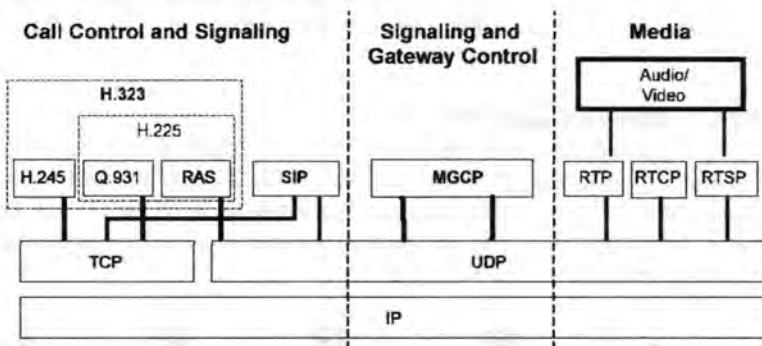 Call Control and Signaling
Signaling and
Gateway Control
Media
Audio/
Video
H.323
H.225
H.245
Q.931
RAS
SIP
MGCP
RTP
RTCP
RTSP
TCP
UDP
IP